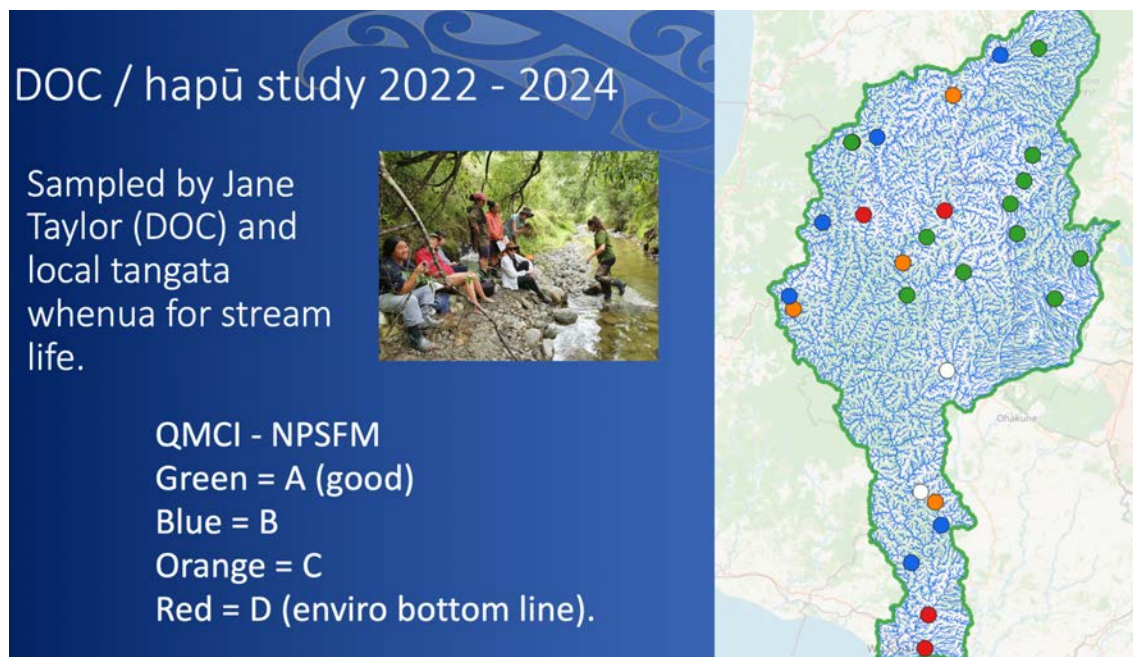 DOC / hapū study 2022 - 2024
Sampled by Jane
Taylor (DOC) and
local tangata
whenua for stream
life.
QMCI - NPSFM
Green = A (good)
Blue = B
Orange = C
Red = D (enviro bottom line).
Ohakune